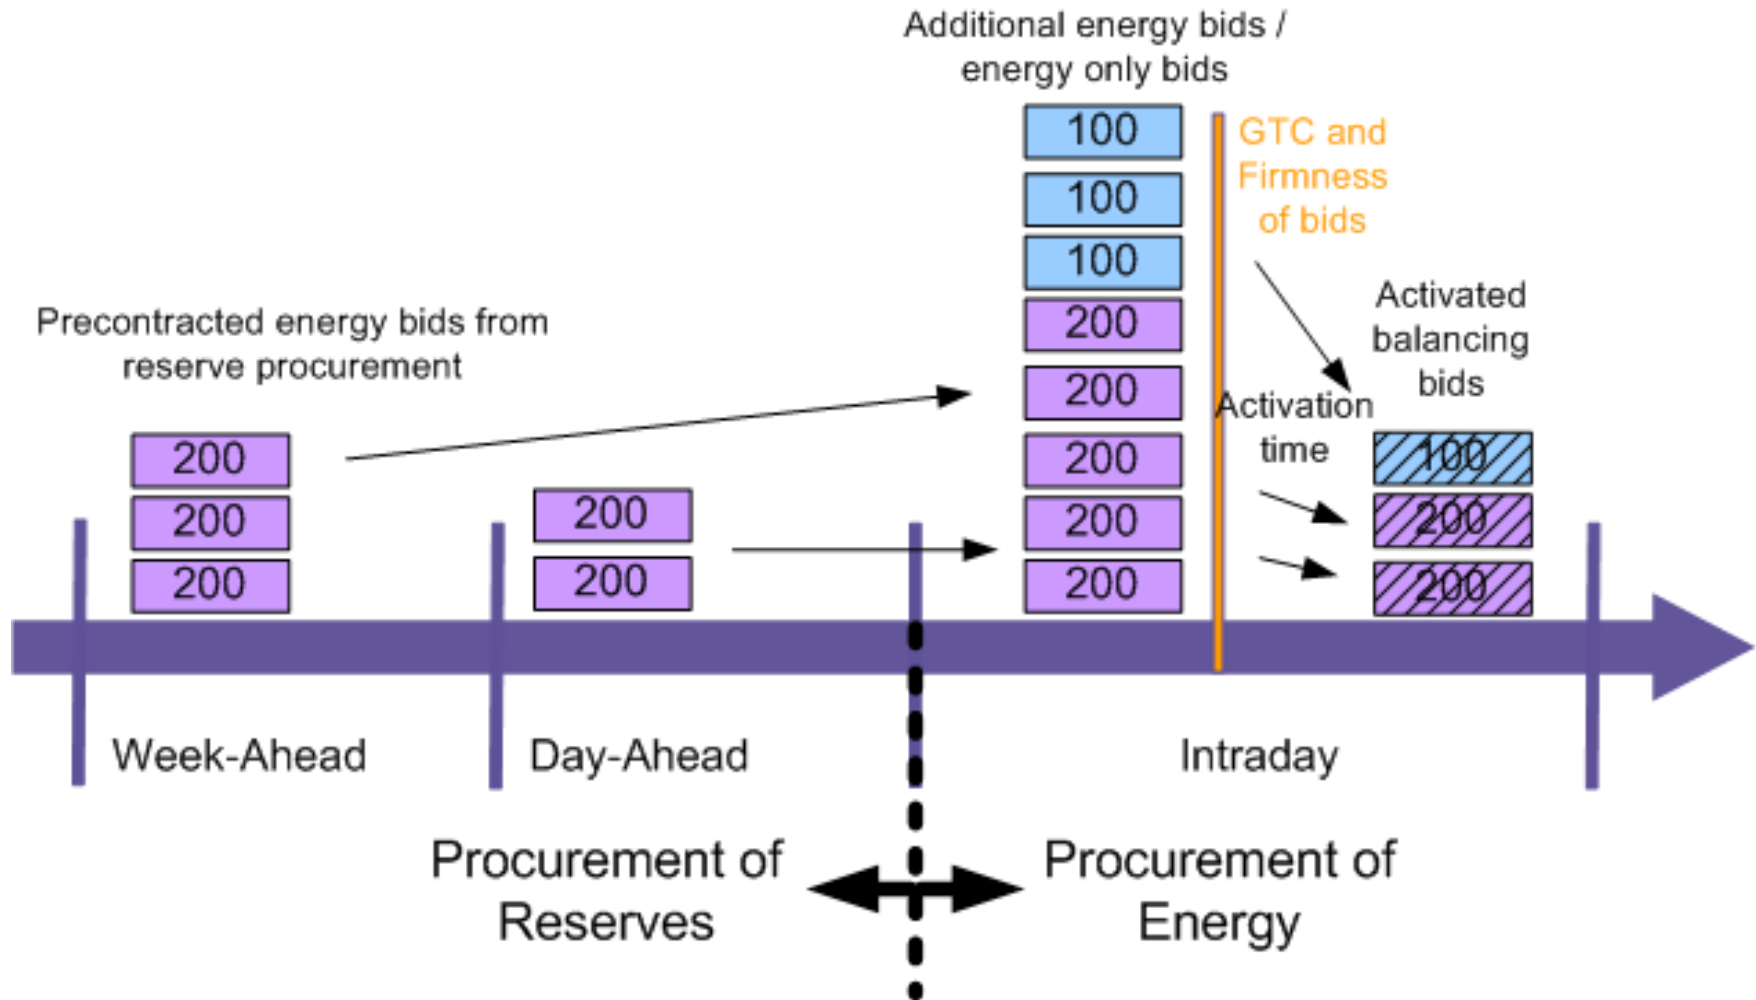 Additional energy bids /
energy only bids
100
100
100
200
200
200
200
200
GTC and
Firmness
of bids
Precontracted energy bids from
reserve procurement
200
200
200
200
200
Activation
time
Activated
balancing
bids
100
200
200
Week-Ahead
Day-Ahead
Intraday
Procurement of
Reserves
Procurement of
Energy